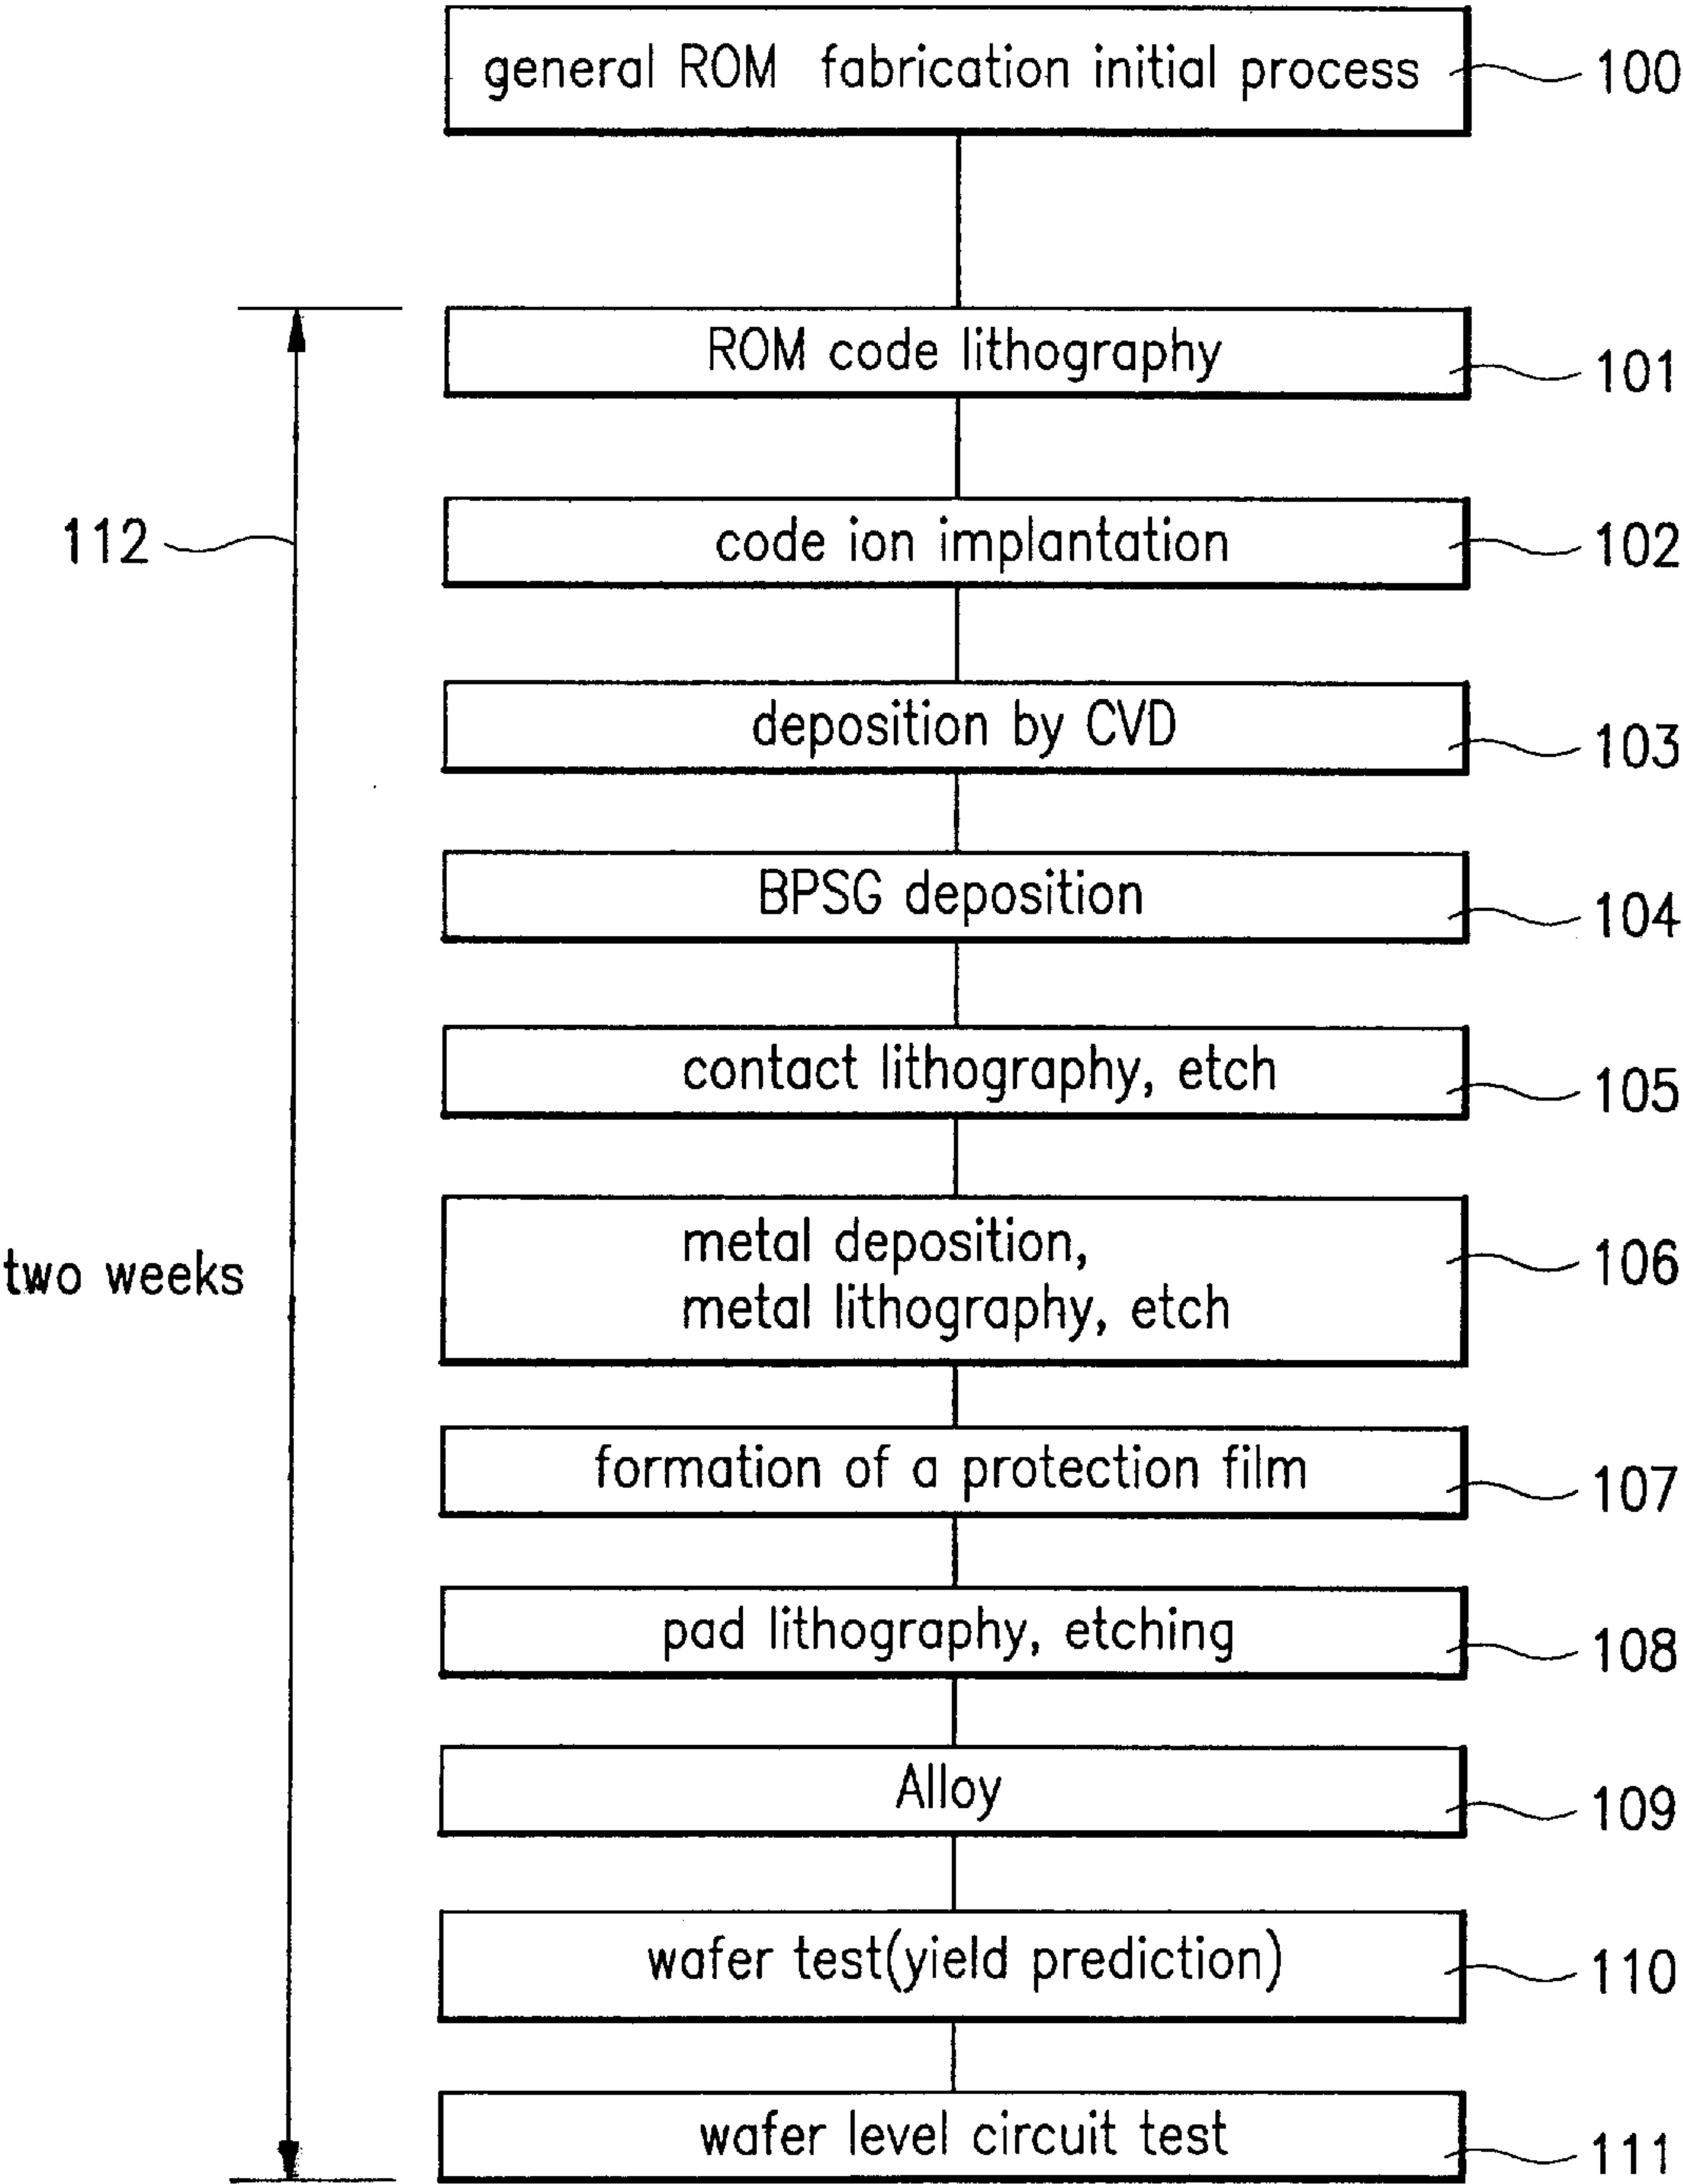 general ROM fabrication initial process 100
ROM code lithography 101
112
code ion implantation 102
deposition by CVD 103
BPSG deposition 104
contact lithography, etch 105
two weeks
metal deposition, 106
metal lithography, etch
formation of a protection film 107
pad lithography, etching 108
Alloy 109
wafer test(yield prediction) 110
wafer level circuit test 111